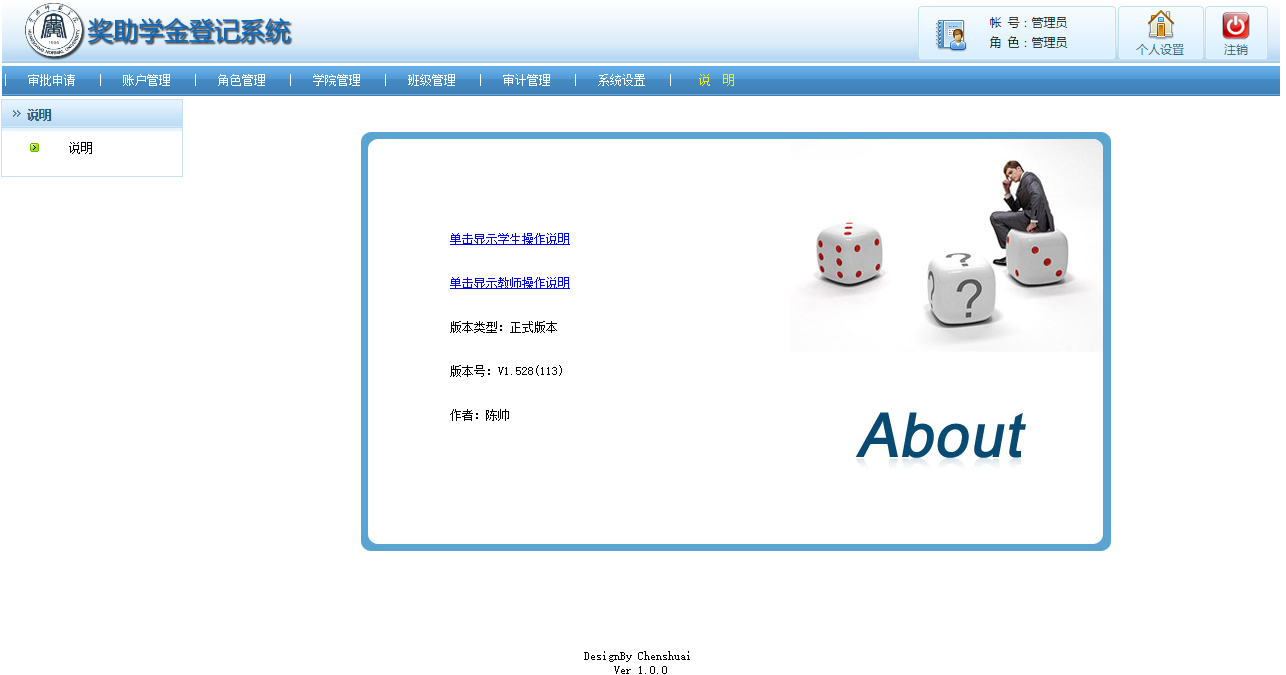 奖助学金登记系统
帐 号：管理员
角 色：管理员
个人设置
注销
审批申请 | 账户管理 | 角色管理 | 学院管理 | 班级管理 | 审计管理 | 系统设置 | 说 明
说明
说明
单击显示学生操作说明
单击显示教师操作说明
版本类型：正式版本
版本号：V1.528(113)
作者：陈帅
?
?
?
About
DesignBy Chenshuai
Ver 1.0.0